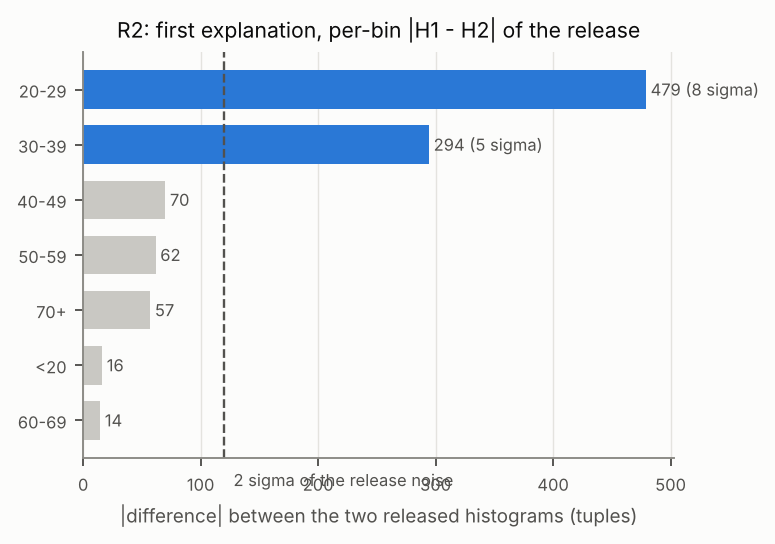 R2: first explanation, per-bin |H1 - H2| of the release
20-29
479 (8 sigma)
30-39
294 (5 sigma)
40-49
70
50-59
62
70+
57
<20
16
60-69
14
2 sigma of the release noise
0 100 200 300 400 500
|difference| between the two released histograms (tuples)